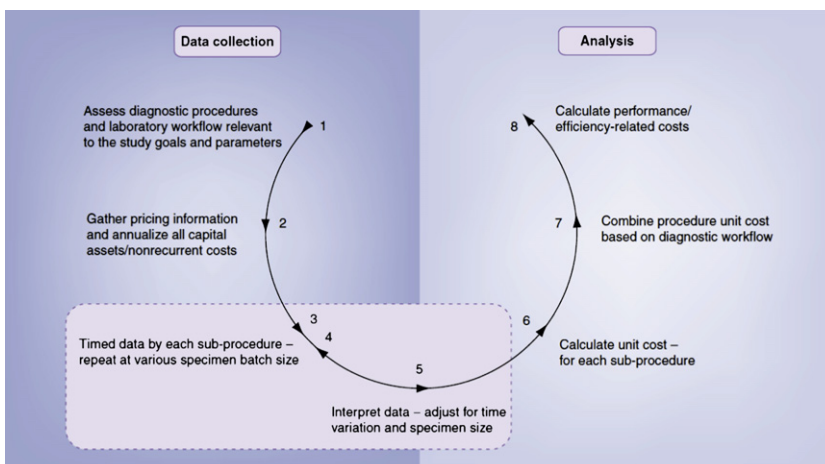 Data collection
Analysis
Assess diagnostic procedures
and laboratory workflow relevant
to the study goals and parameters
1
Gather pricing information
and annualize all capital
assets/nonrecurrent costs
2
3
4
Timed data by each sub-procedure –
repeat at various specimen batch size
5
Interpret data – adjust for time
variation and specimen size
6
Calculate unit cost –
for each sub-procedure
7
Combine procedure unit cost
based on diagnostic workflow
8
Calculate performance/
efficiency-related costs